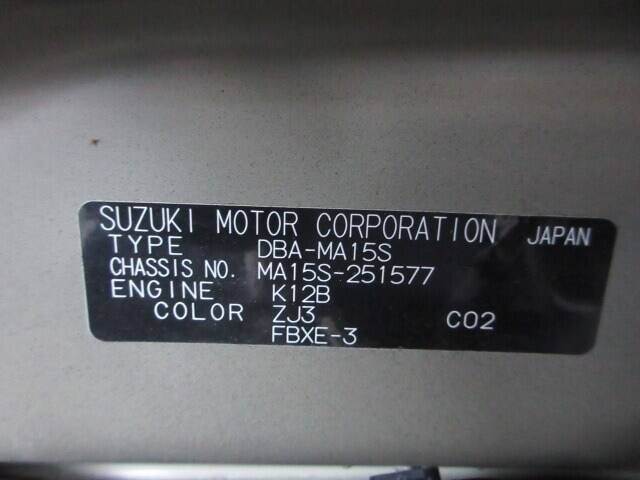 SUZUKI MOTOR CORPORATION JAPAN
TYPE DBA-MA15S
CHASSIS NO. MA15S-251577
ENGINE K12B
COLOR ZJ3 C02
FBXE-3